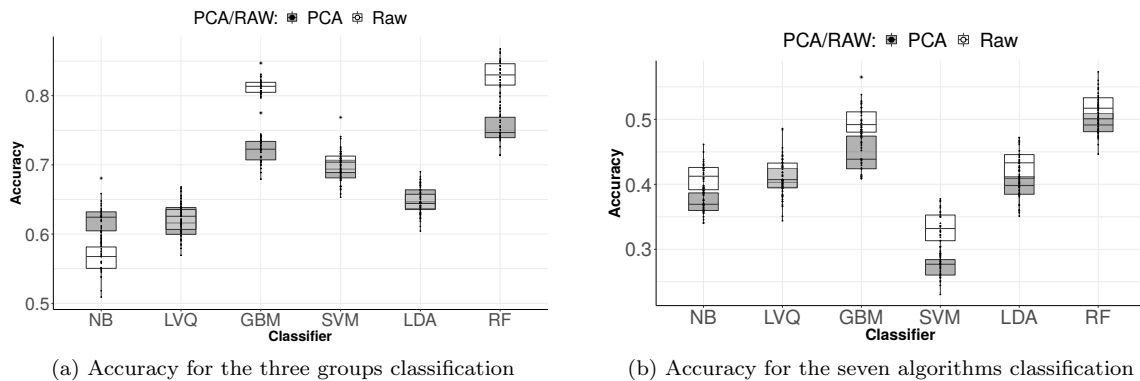 PCA/RAW: PCA Raw
Accuracy
0.8
0.7
0.6
0.5
NB LVQ GBM SVM LDA RF
Classifier
(a) Accuracy for the three groups classification
PCA/RAW: PCA Raw
Accuracy
0.5
0.4
0.3
NB LVQ GBM SVM LDA RF
Classifier
(b) Accuracy for the seven algorithms classification